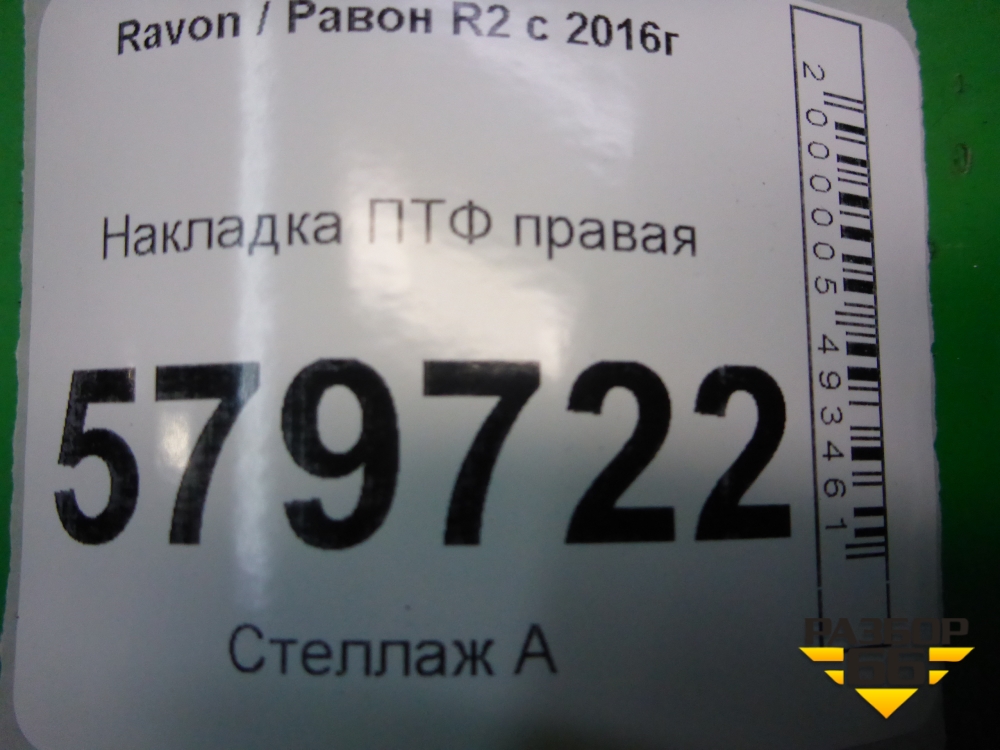 Ravon / Равон R2 с 2016г
Накладка ПТФ правая
579722
Стеллаж А
2000005493461
РАЗБОР
66